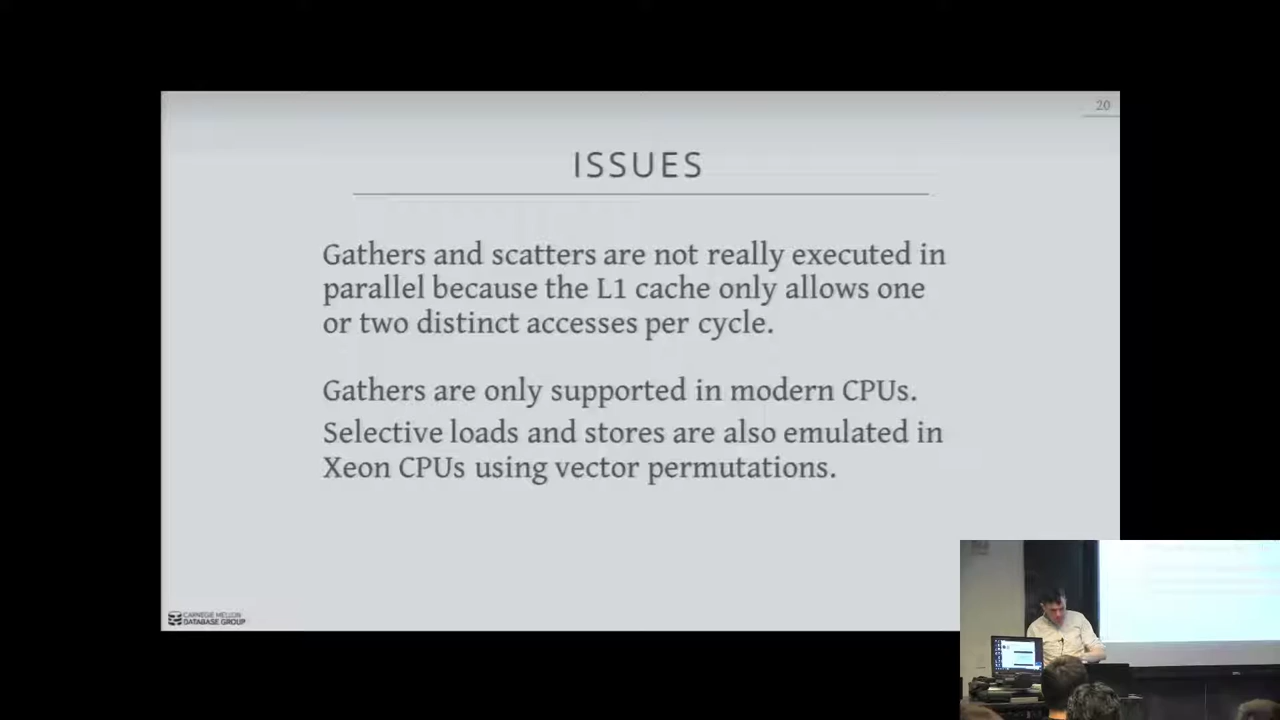 20
ISSUES
Gathers and scatters are not really executed in
parallel because the L1 cache only allows one
or two distinct accesses per cycle.
Gathers are only supported in modern CPUs.
Selective loads and stores are also emulated in
Xeon CPUs using vector permutations.
CARNEGIE MELLON
DATABASE GROUP